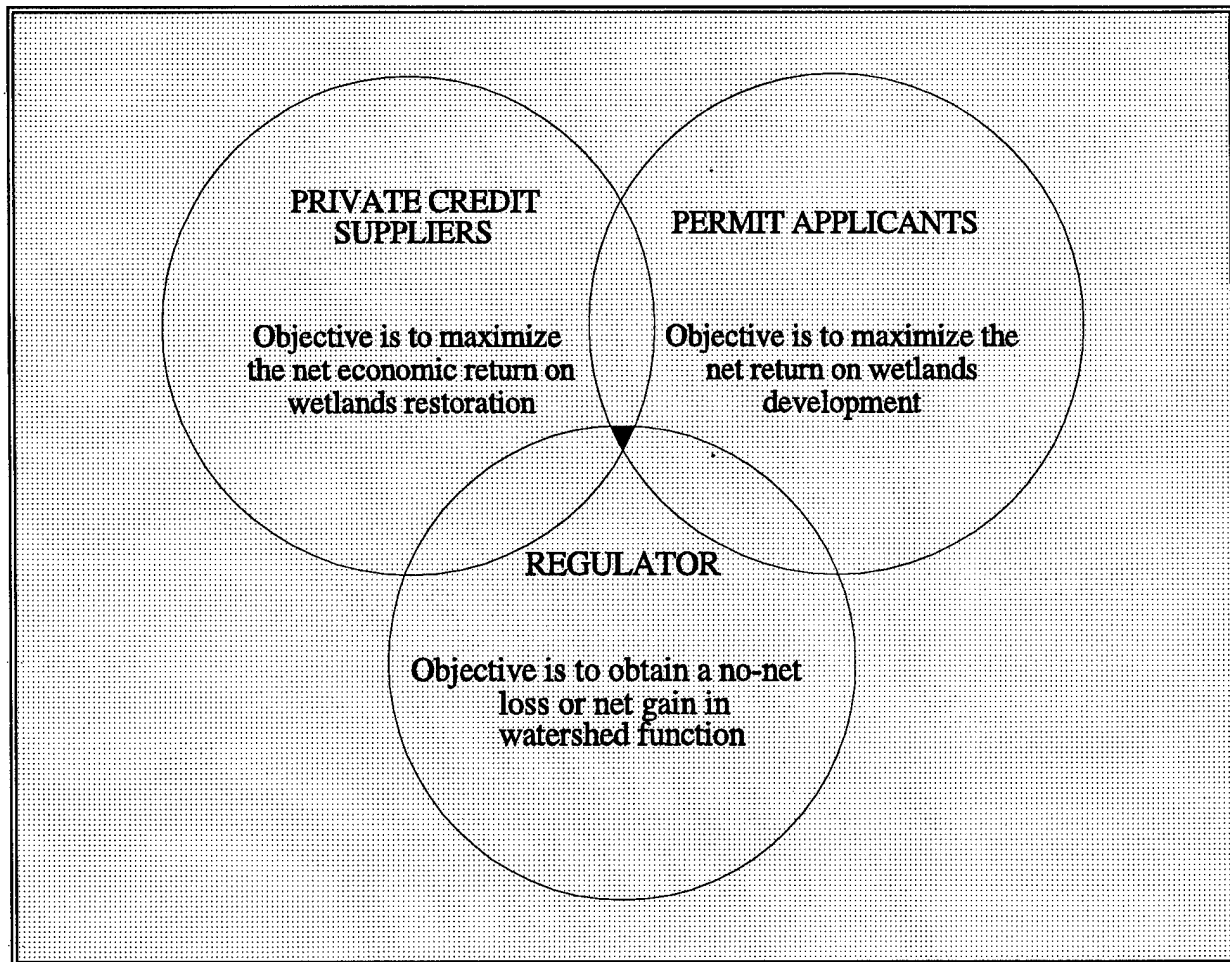 PRIVATE CREDIT
SUPPLIERS
Objective is to maximize
the net economic return on
wetlands restoration
PERMIT APPLICANTS
Objective is to maximize the
net return on wetlands
development
REGULATOR
Objective is to obtain a no-net
loss or net gain in
watershed function